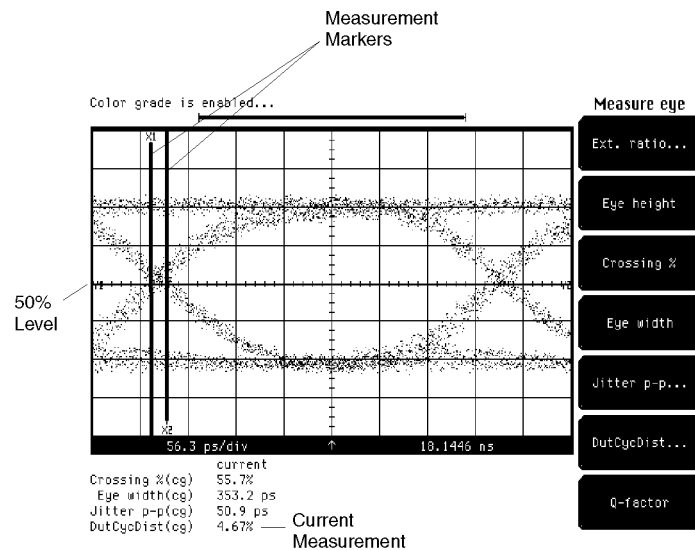 Measurement
Markers
Color grade is enabled...
Measure eye
X1
Ext. ratio...
Eye height
Crossing %
Y2
50%
Level
Eye width
Jitter p-p...
X2
56.3 ps/div ↑ 18.1446 ns
DutCycDist...
current
Crossing %(cg) 55.7%
Eye width(cg) 353.2 ps
Jitter p-p(cg) 50.9 ps
DutCycDist(cg) 4.67%
Q-factor
Current
Measurement